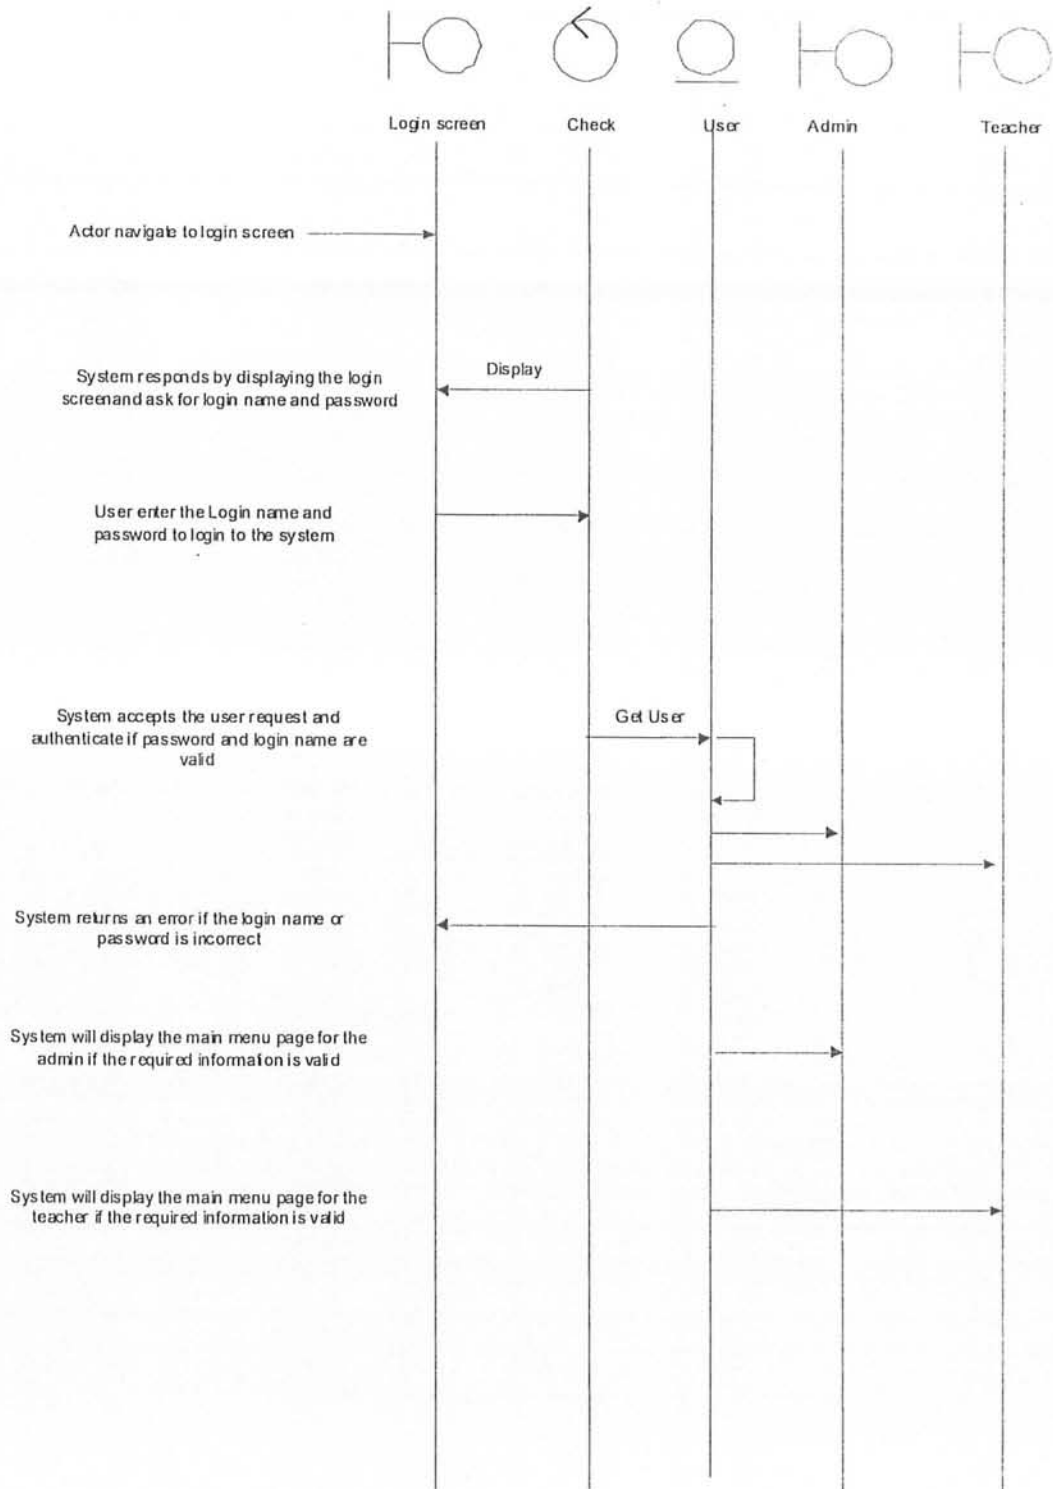 Login screen
Check
User
Admin
Teacher
Actor navigate to login screen
Display
System responds by displaying the login
screenand ask for login name and password
User enter the Login name and
password to login to the system
Get User
System accepts the user request and
authenticate if password and login name are
valid
System returns an error if the login name or
password is incorrect
System will display the main menu page for the
admin if the required information is valid
System will display the main menu page for the
teacher if the required information is valid